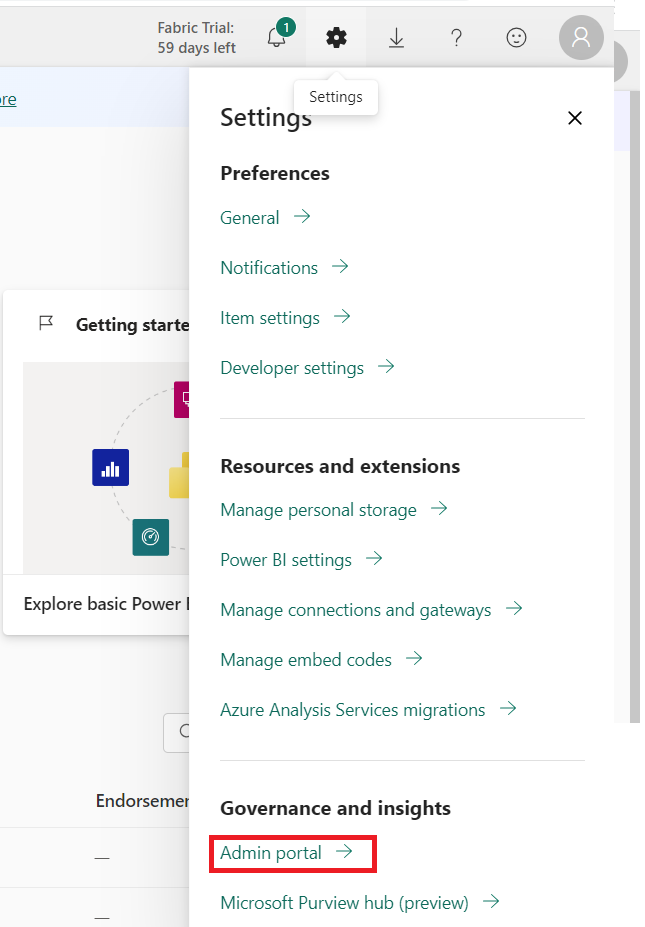 Fabric Trial:
59 days left
1
Settings
re
Settings
Preferences
General
Notifications
Item settings
Getting starte
Developer settings
Resources and extensions
Manage personal storage
Power BI settings
Explore basic Power
Manage connections and gateways
Manage embed codes
Azure Analysis Services migrations
Endorsemen
Governance and insights
Admin portal
Microsoft Purview hub (preview)